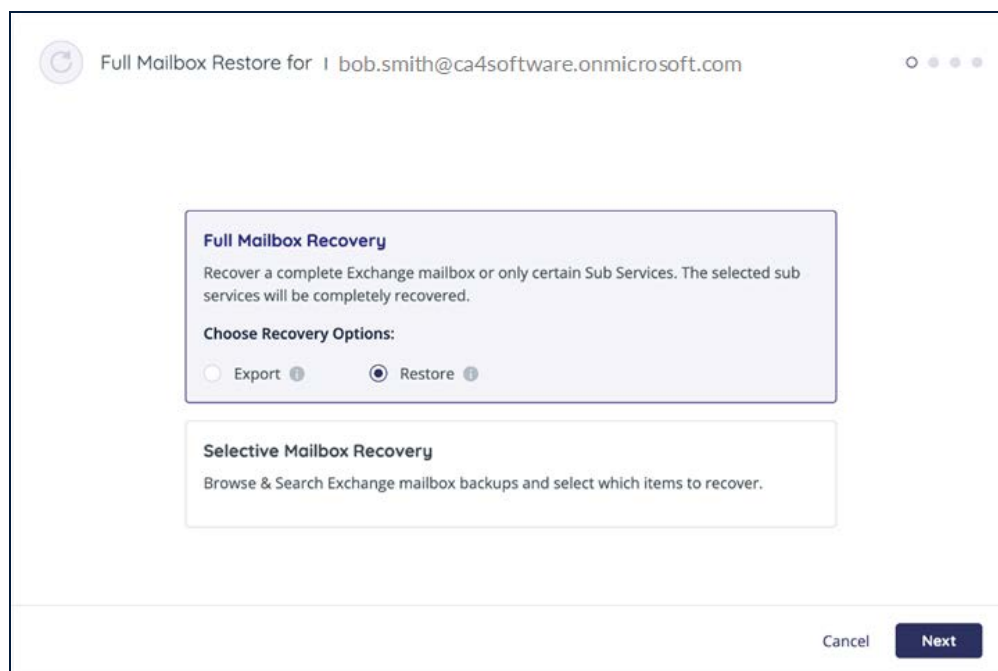 Full Mailbox Restore for | bob.smith@ca4software.onmicrosoft.com
Full Mailbox Recovery
Recover a complete Exchange mailbox or only certain Sub Services. The selected sub
services will be completely recovered.
Choose Recovery Options:
Export Restore
Selective Mailbox Recovery
Browse & Search Exchange mailbox backups and select which items to recover.
Cancel Next